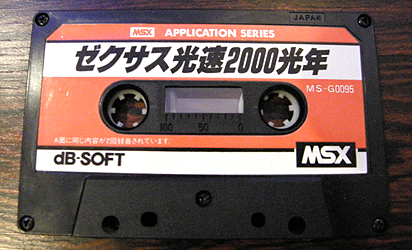 JAPAN
MSX APPLICATION SERIES
ゼクサス光速2000光年
MS-G0095
100 50 0
A面に同じ内容が2回録音されています。
dB-SOFT
MSX